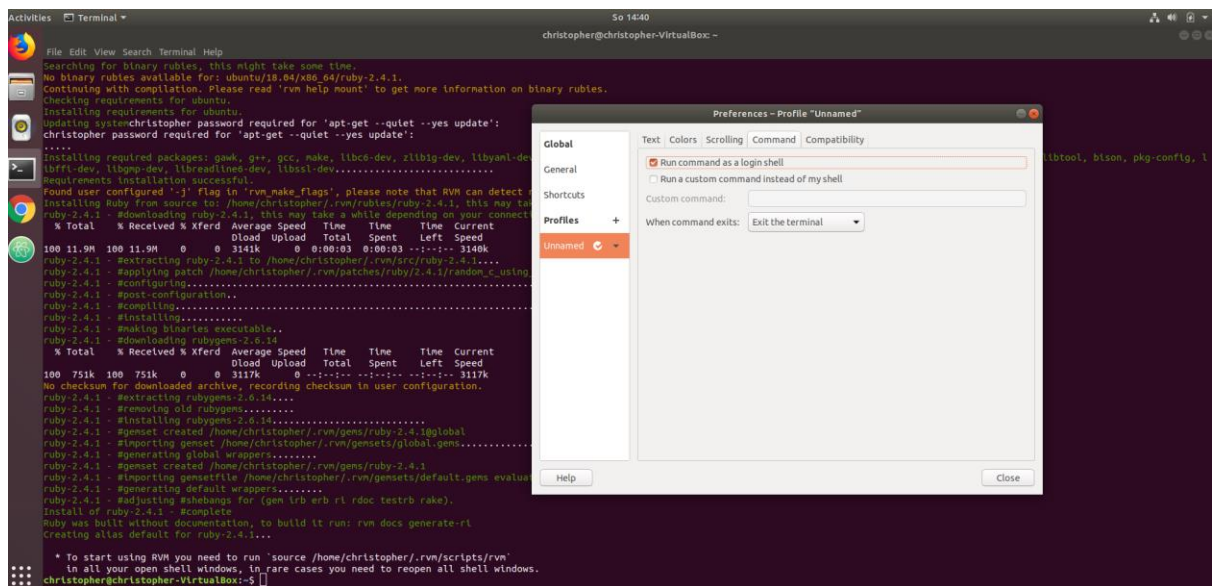 Activities Terminal So 14:40
christopher@christopher-VirtualBox: ~
File Edit View Search Terminal Help
Searching for binary rubies, this might take some time.
No binary rubies available for: ubuntu/18.04/x86_64/ruby-2.4.1.
Continuing with compilation. Please read 'rvm help mount' to get more information on binary rubies.
Checking requirements for ubuntu.
Installing requirements for ubuntu.
Updating systemchristopher password required for 'apt-get --quiet --yes update':
christopher password required for 'apt-get --quiet --yes update':
.....
Installing required packages: gawk, g++, gcc, make, libc6-dev, zlib1g-dev, libyaml-de
libtool, bison, pkg-config, l
ibffi-dev, libgmp-dev, libreadline6-dev, libssl-dev................................
Requirements installation successful.
Found user configured '-j' flag in 'rvm_make_flags', please note that RVM can detect
Installing Ruby from source to: /home/christopher/.rvm/rubies/ruby-2.4.1, this may ta
ruby-2.4.1 - #downloading ruby-2.4.1, this may take a while depending on your connect
% Total % Received % Xferd Average Speed Time Time Time Current
Dload Upload Total Spent Left Speed
100 11.9M 100 11.9M 0 0 3141k 0 0:00:03 0:00:03 --:--:-- 3140k
ruby-2.4.1 - #extracting ruby-2.4.1 to /home/christopher/.rvm/src/ruby-2.4.1....
ruby-2.4.1 - #applying patch /home/christopher/.rvm/patches/ruby/2.4.1/random_c_using_
ruby-2.4.1 - #configuring..............................................................
ruby-2.4.1 - #post-configuration..
ruby-2.4.1 - #compiling................................................................
ruby-2.4.1 - #installing...........
ruby-2.4.1 - #making binaries executable..
ruby-2.4.1 - #downloading rubygems-2.6.14
% Total % Received % Xferd Average Speed Time Time Time Current
Dload Upload Total Spent Left Speed
100 751k 100 751k 0 0 3117k 0 --:--:-- --:--:-- --:--:-- 3117k
No checksum for downloaded archive, recording checksum in user configuration.
ruby-2.4.1 - #extracting rubygems-2.6.14....
ruby-2.4.1 - #removing old rubygems.........
ruby-2.4.1 - #installing rubygems-2.6.14...........................
ruby-2.4.1 - #gemset created /home/christopher/.rvm/gems/ruby-2.4.1@global
ruby-2.4.1 - #importing gemset /home/christopher/.rvm/gemsets/global.gems.............
ruby-2.4.1 - #generating global wrappers........
ruby-2.4.1 - #gemset created /home/christopher/.rvm/gems/ruby-2.4.1
ruby-2.4.1 - #importing gemsetfile /home/christopher/.rvm/gemsets/default.gems evalua
ruby-2.4.1 - #generating default wrappers........
ruby-2.4.1 - #adjusting #shebangs for (gem irb erb ri rdoc testrb rake).
Install of ruby-2.4.1 - #complete
Ruby was built without documentation, to build it run: rvm docs generate-ri
Creating alias default for ruby-2.4.1...
* To start using RVM you need to run `source /home/christopher/.rvm/scripts/rvm`
in all your open shell windows, in rare cases you need to reopen all shell windows.
christopher@christopher-VirtualBox:~$
Preferences – Profile "Unnamed"
Global
General
Shortcuts
Profiles +
Unnamed
Text Colors Scrolling Command Compatibility
Run command as a login shell
Run a custom command instead of my shell
Custom command:
When command exits: Exit the terminal
Help
Close